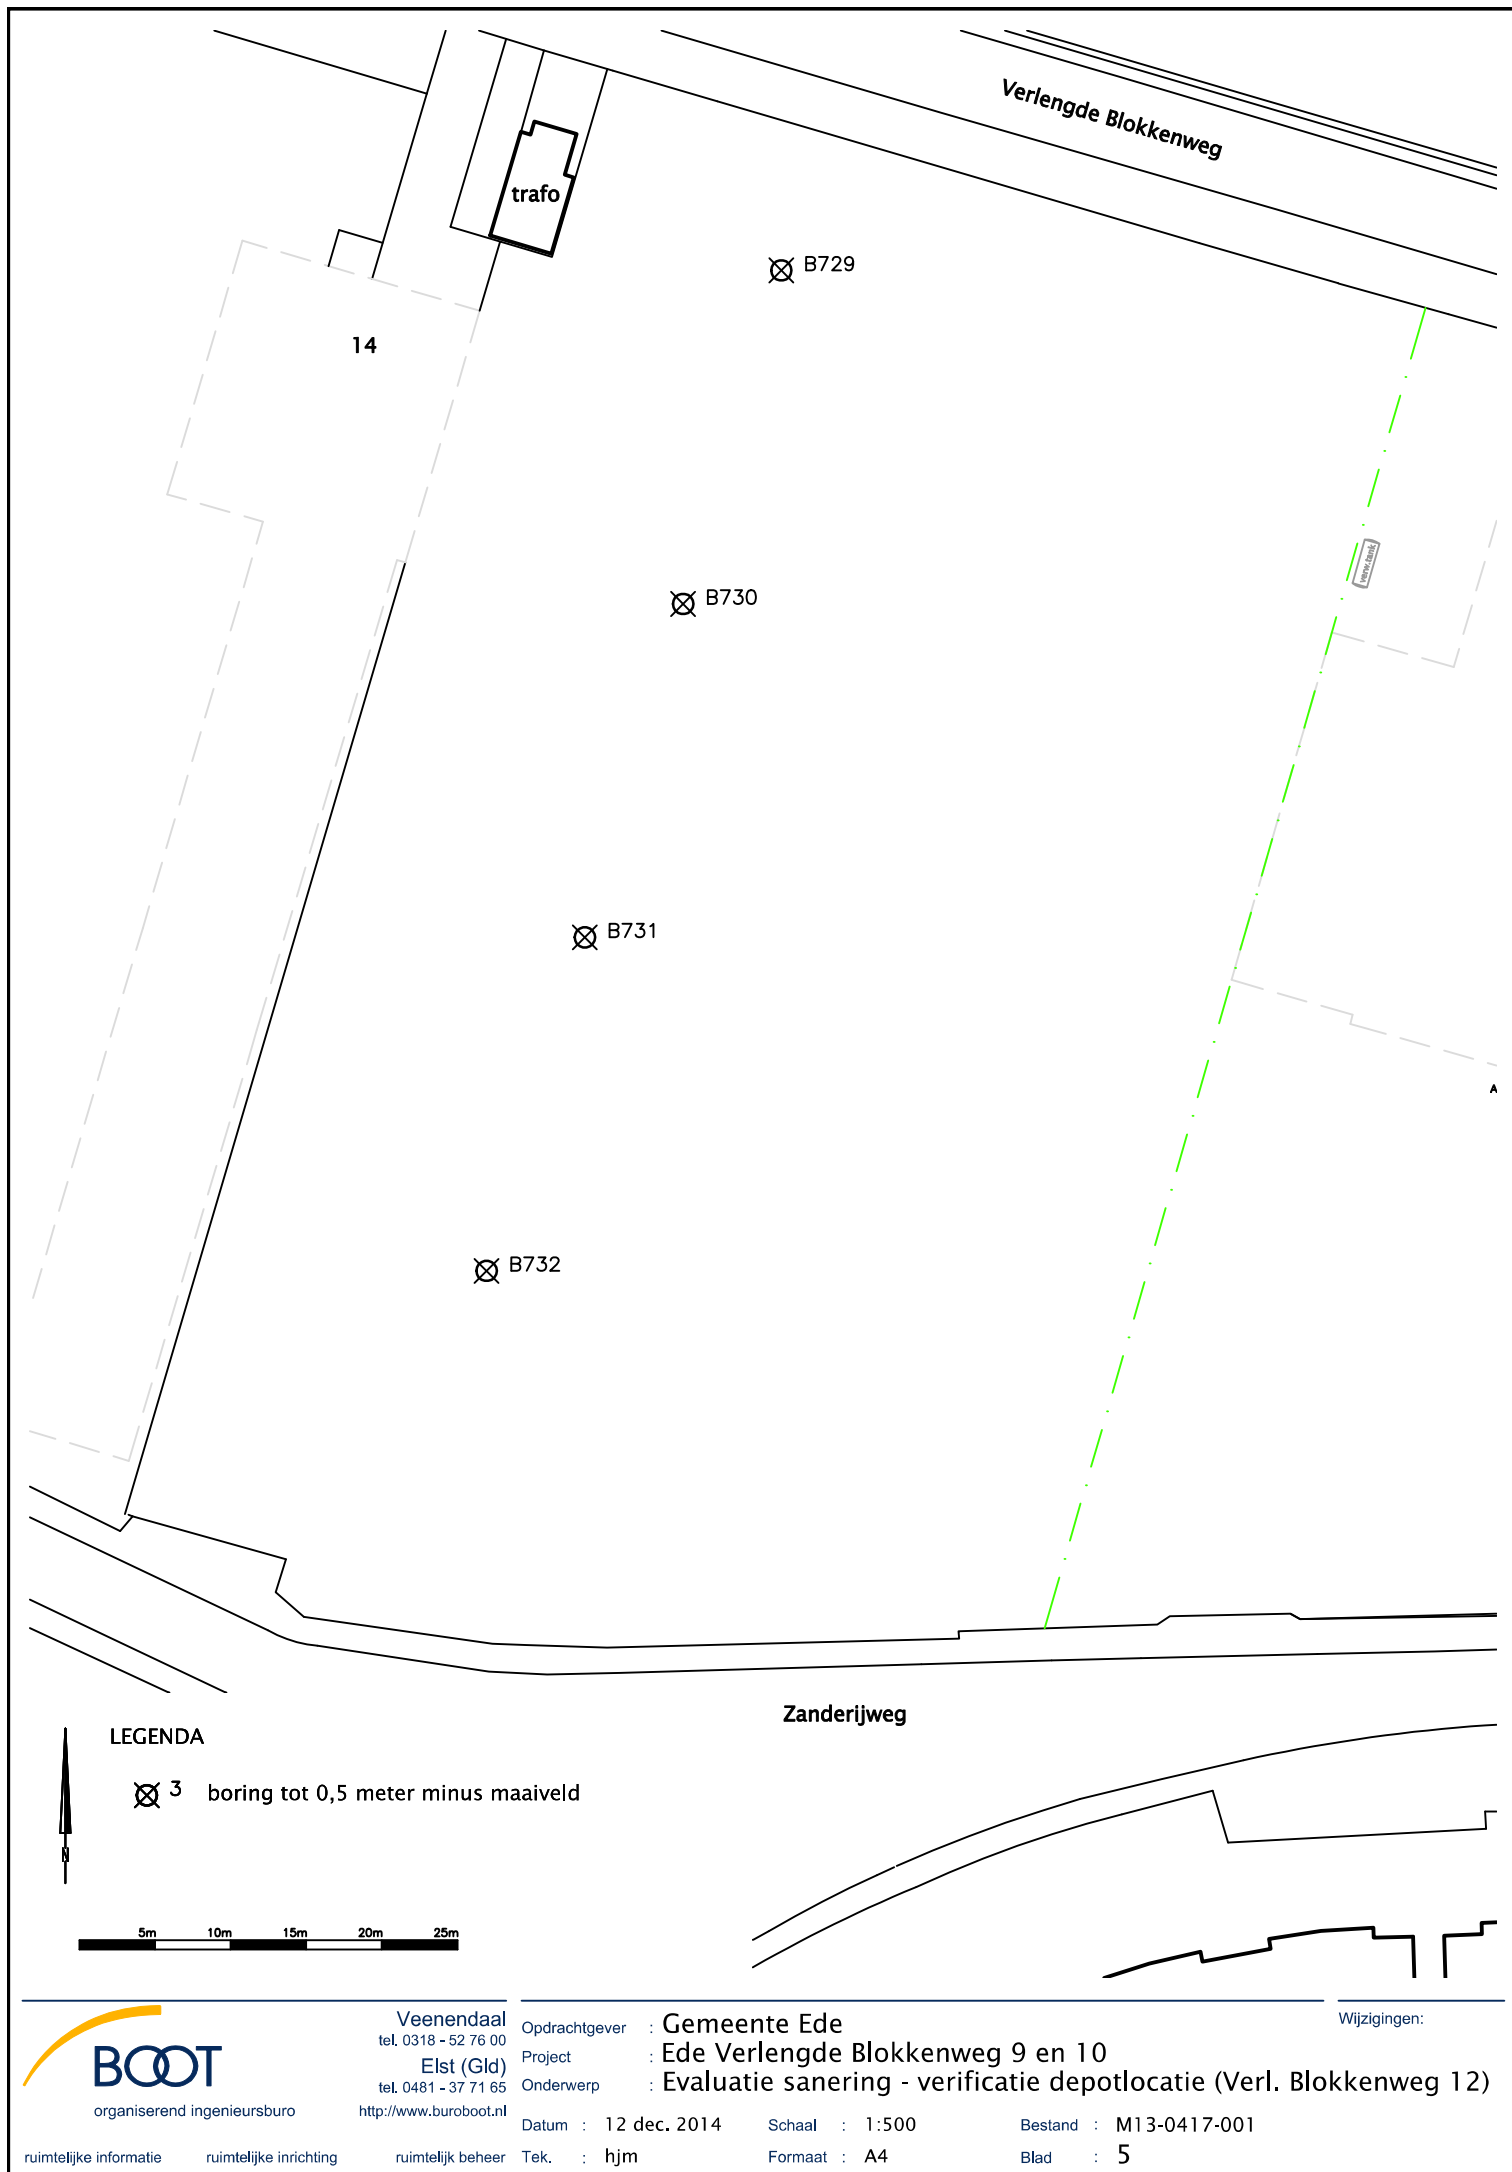 Verlengde Blokkenweg
trafo
B729
14
verw.tank
B730
B731
A
B732
Zanderijweg
LEGENDA
3 boring tot 0,5 meter minus maaiveld
N
5m 10m 15m 20m 25m
BOOT
organiserend ingenieursburo
ruimtelijke informatie ruimtelijke inrichting ruimtelijk beheer
Veenendaal
tel. 0318 - 52 76 00
Elst (Gld)
tel. 0481 - 37 71 65
http://www.buroboot.nl
Opdrachtgever : Gemeente Ede
Project : Ede Verlengde Blokkenweg 9 en 10
Onderwerp : Evaluatie sanering - verificatie depotlocatie (Verl. Blokkenweg 12)
Datum : 12 dec. 2014 Schaal : 1:500 Bestand : M13-0417-001
Tek. : hjm Formaat : A4 Blad : 5
Wijzigingen: